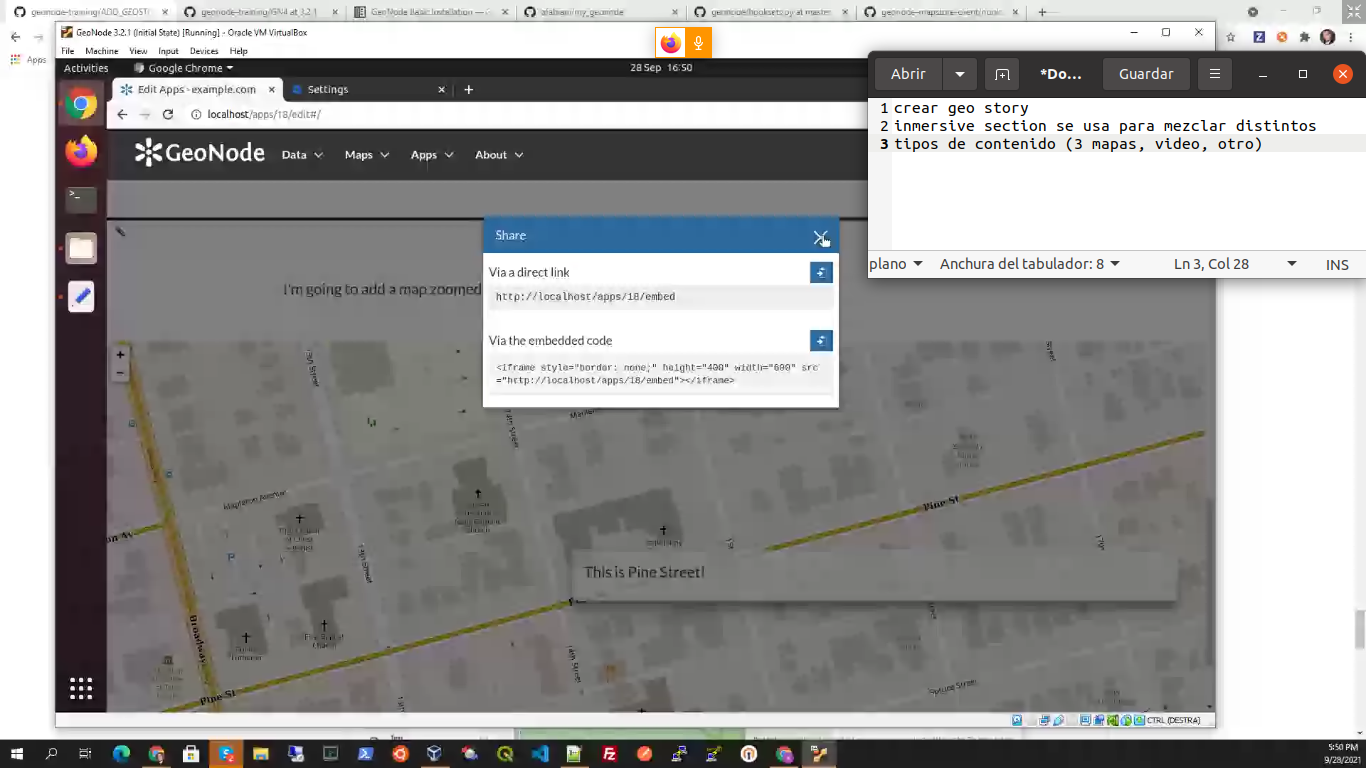 geonode-training/GN4 at 3.2.1
GeoNode Basic Installation —
afabiani/my_geonode
geonode/hooksets.py at master
Apps
GeoNode 3.2.1 (Initial State) [Running] - Oracle VM VirtualBox
File Machine View Input Devices Help
Activities
Google Chrome
28 Sep 16:50
Edit Apps - example.com
Settings
localhost/apps/18/edit#/
GeoNode
Data
Maps
Apps
About
Abrir
*Do...
Guardar
1 crear geo story
2 inmersive section se usa para mezclar distintos
3 tipos de contenido (3 mapas, video, otro)
plano
Anchura del tabulador: 8
Ln 3, Col 28
INS
Share
Via a direct link
http://localhost/apps/18/embed
Via the embedded code
<iframe style="border: none;" height="400" width="600" src
="http://localhost/apps/18/embed"></iframe>
I'm going to add a map zoomed
+
−
Mapleton Avenue
Pine St
This is Pine Street!
Broadway
Pine St
CTRL (DESTRA)
5:50 PM
9/28/2021